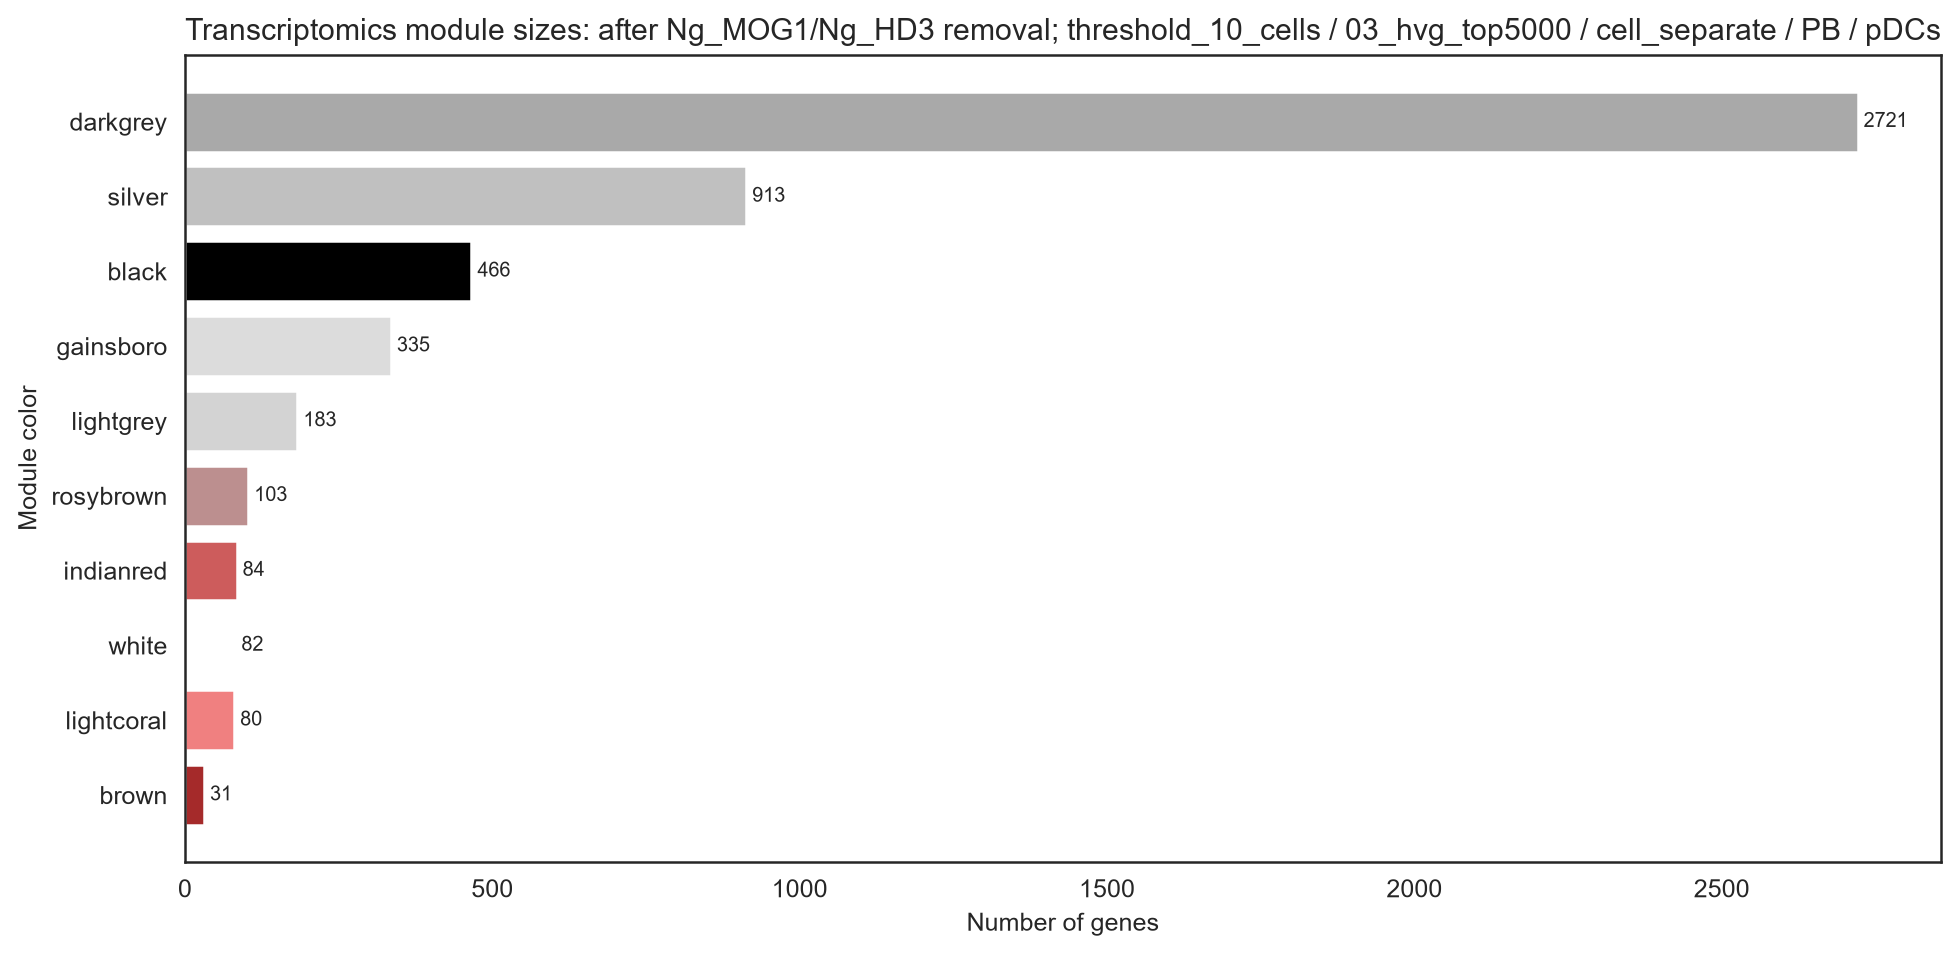 Transcriptomics module sizes: after Ng_MOG1/Ng_HD3 removal; threshold_10_cells / 03_hvg_top5000 / cell_separate / PB / pDCs
Module color
darkgrey 2721
silver 913
black 466
gainsboro 335
lightgrey 183
rosybrown 103
indianred 84
white 82
lightcoral 80
brown 31
0 500 1000 1500 2000 2500
Number of genes